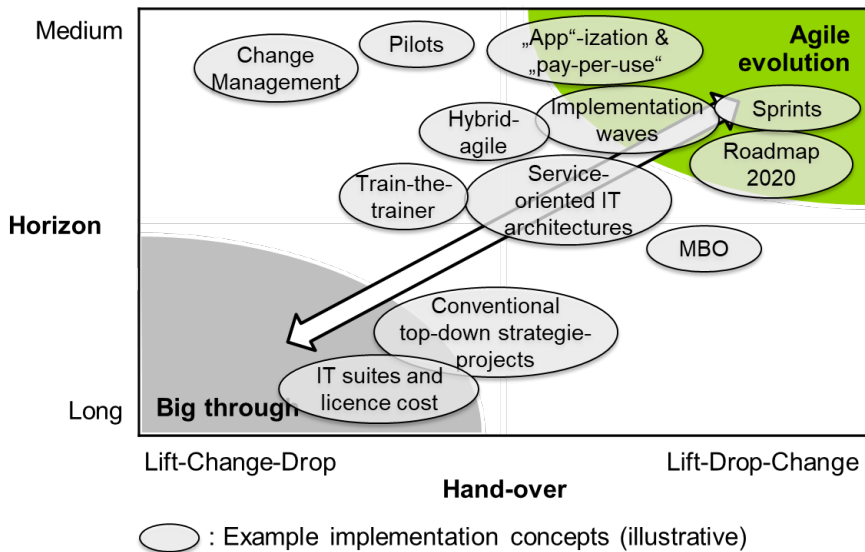 Medium
Change
Management
Pilots
„App“-ization &
„pay-per-use“
Agile
evolution
Hybrid-
agile
Implementation
waves
Sprints
Roadmap
2020
Train-the-
trainer
Service-
oriented IT
architectures
Horizon
MBO
Conventional
top-down strategie-
projects
IT suites and
licence cost
Big through
Long
Lift-Change-Drop
Lift-Drop-Change
Hand-over
: Example implementation concepts (illustrative)